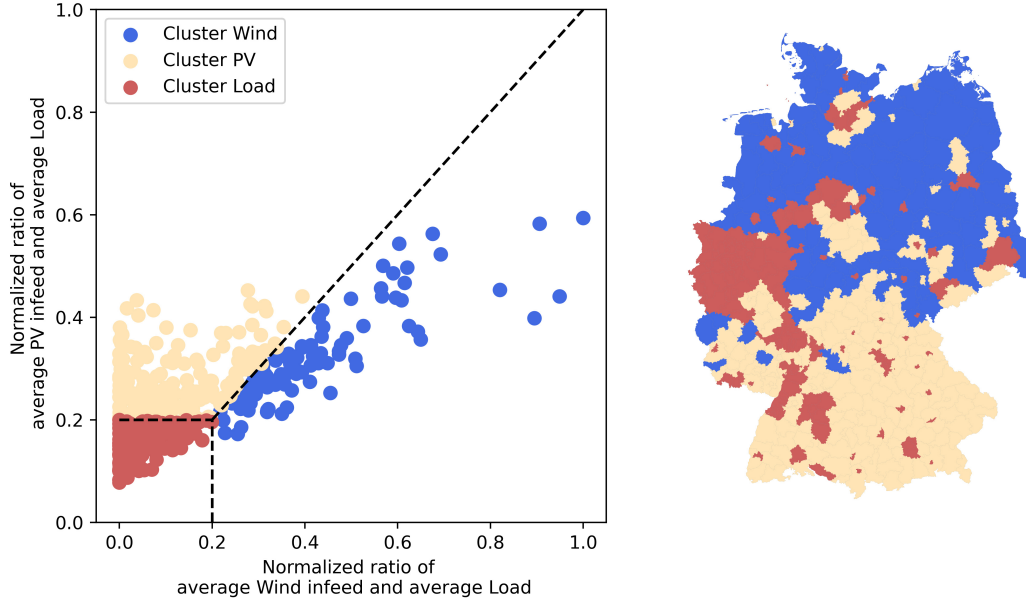 Cluster Wind
Cluster PV
Cluster Load
1.0
0.8
0.6
0.4
0.2
0.0
Normalized ratio of
average PV infeed and average Load
0.0 0.2 0.4 0.6 0.8 1.0
Normalized ratio of
average Wind infeed and average Load